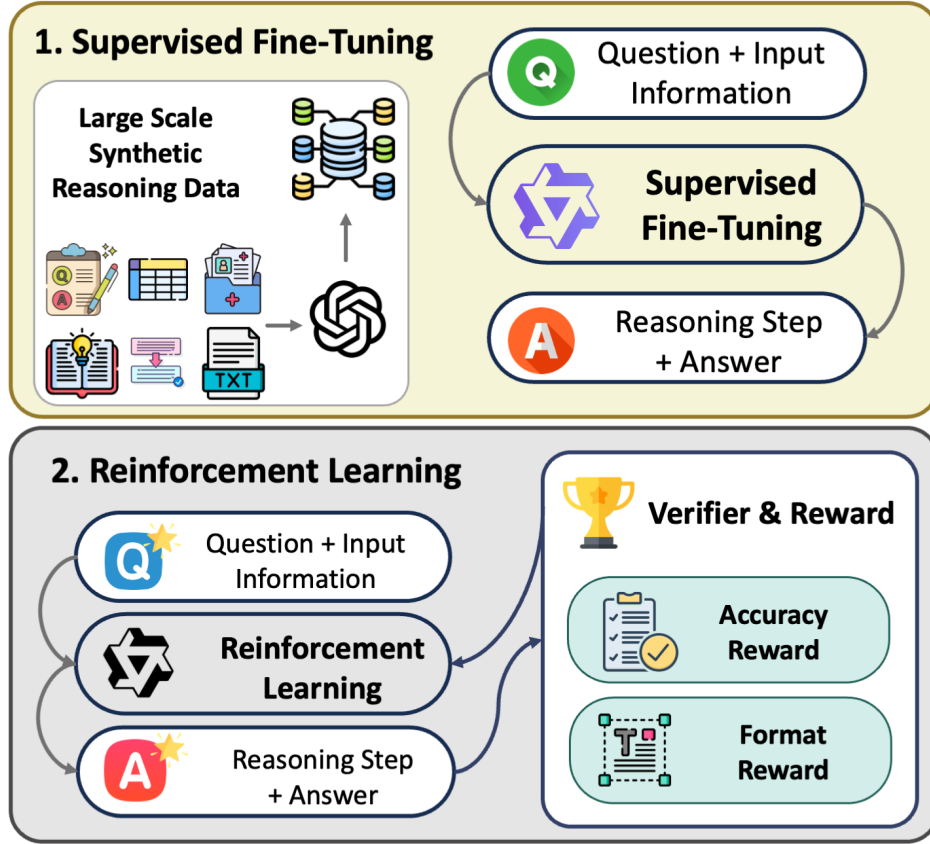 1. Supervised Fine-Tuning
Large Scale
Synthetic
Reasoning Data
Q
A
TXT
Q
Question + Input
Information
Supervised
Fine-Tuning
A
Reasoning Step
+ Answer
2. Reinforcement Learning
Q
Question + Input
Information
Reinforcement
Learning
A
Reasoning Step
+ Answer
Verifier & Reward
Accuracy
Reward
T
Format
Reward